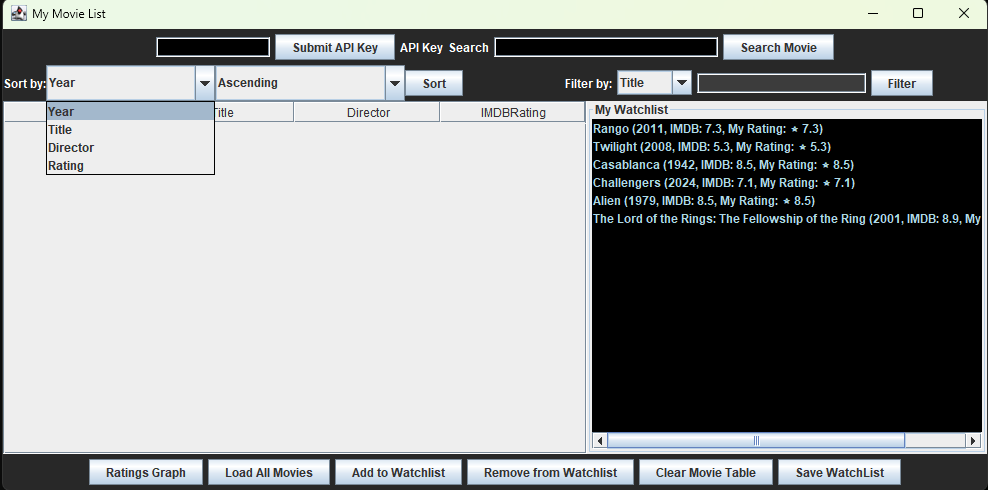 My Movie List
Submit API Key API Key Search Search Movie
Sort by: Year Ascending Sort Filter by: Title Filter
Year
Title
Director
Rating
Title Director IMDBRating
My Watchlist
Rango (2011, IMDB: 7.3, My Rating: ★ 7.3)
Twilight (2008, IMDB: 5.3, My Rating: ★ 5.3)
Casablanca (1942, IMDB: 8.5, My Rating: ★ 8.5)
Challengers (2024, IMDB: 7.1, My Rating: ★ 7.1)
Alien (1979, IMDB: 8.5, My Rating: ★ 8.5)
The Lord of the Rings: The Fellowship of the Ring (2001, IMDB: 8.9, My
Ratings Graph Load All Movies Add to Watchlist Remove from Watchlist Clear Movie Table Save WatchList